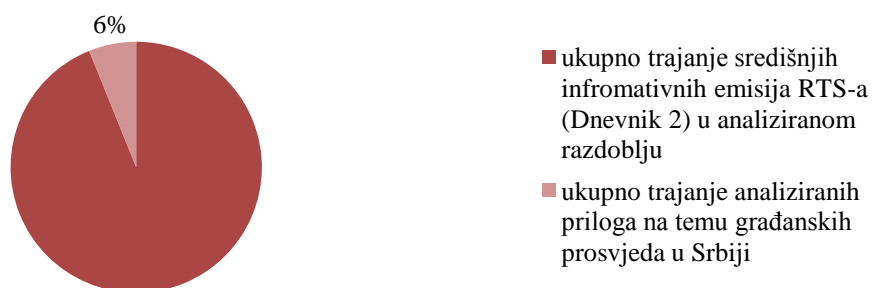 6%
ukupno trajanje središnjih
infromativnih emisija RTS-a
(Dnevnik 2) u analiziranom
razdoblju
ukupno trajanje analiziranih
priloga na temu građanskih
prosvjeda u Srbiji